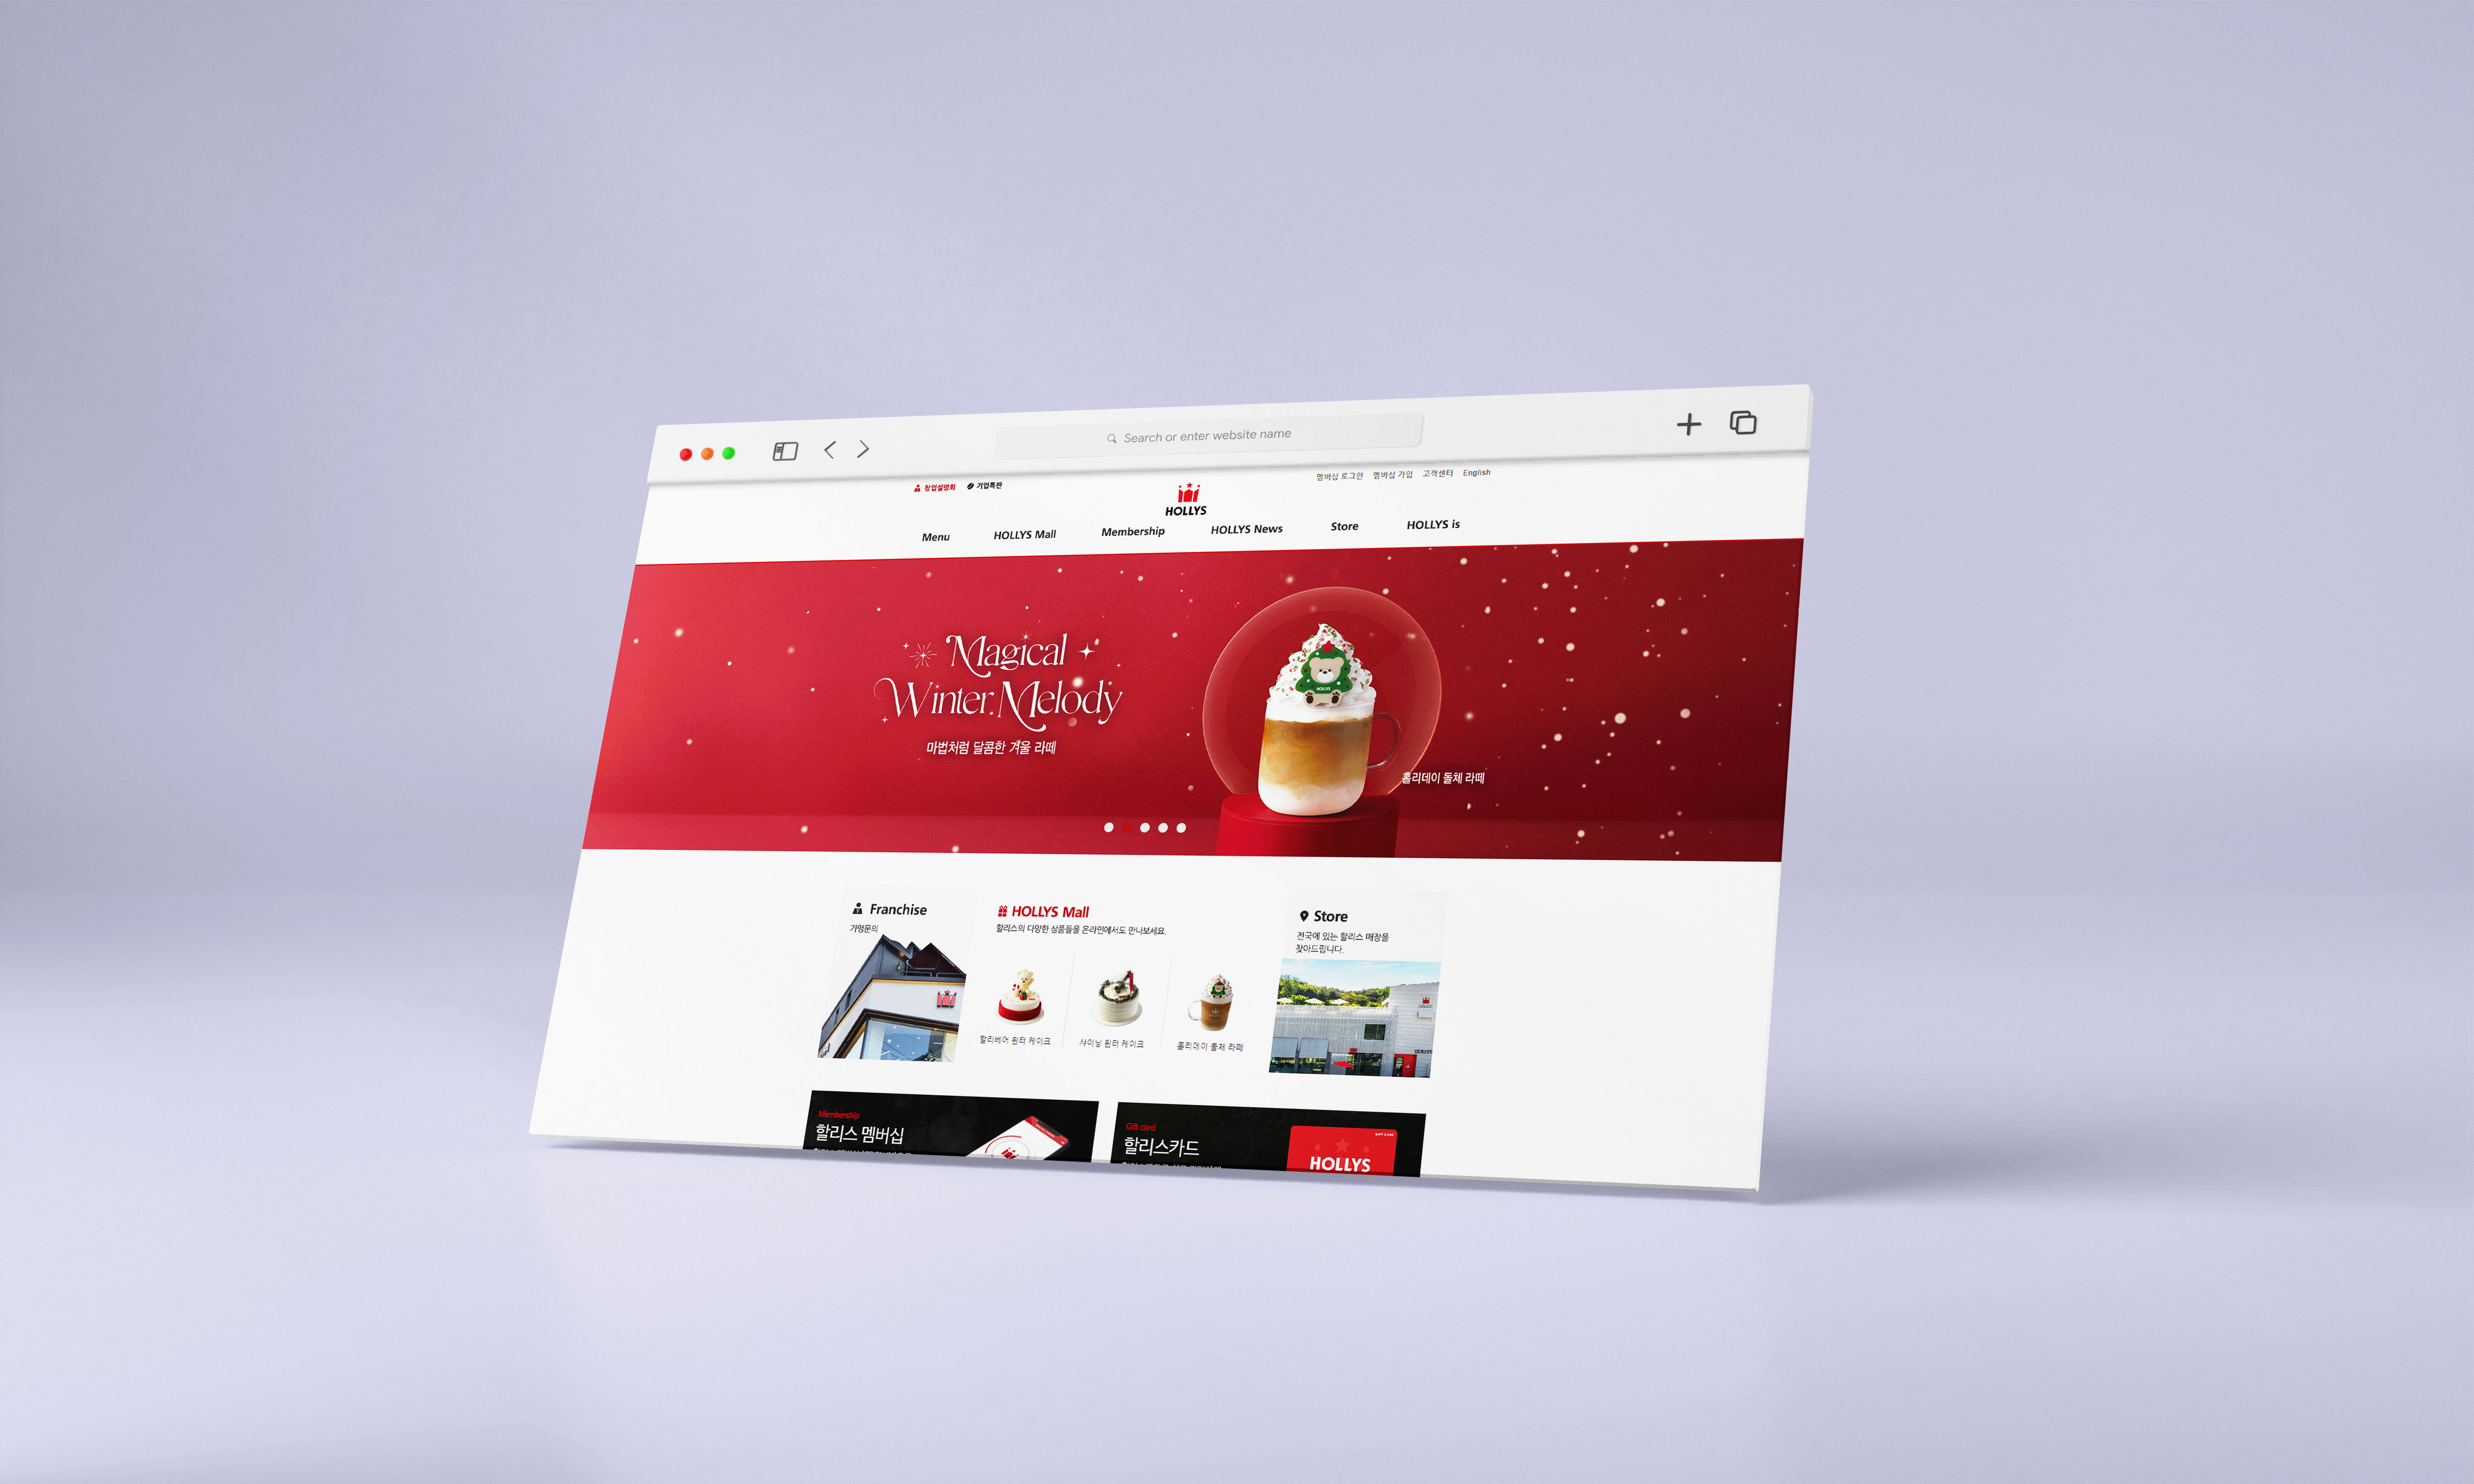 Search or enter website name
창업설명회 기업특판
멤버십 로그인 멤버십 가입 고객센터 English
HOLLYS
Menu HOLLYS Mall Membership HOLLYS News Store HOLLYS is
Magical
Winter Melody
마법처럼 달콤한 겨울 라떼
HOLLYS
홀리데이 돌체 라떼
Franchise
가맹문의
HOLLYS Mall
할리스의 다양한 상품들을 온라인에서도 만나보세요.
할리베어 윈터 케이크
샤이닝 윈터 케이크
홀리데이 돌체 라떼
Store
전국에 있는 할리스 매장을
찾아드립니다.
Membership
할리스 멤버십
Gift card
할리스카드
GIFT CARD
HOLLYS